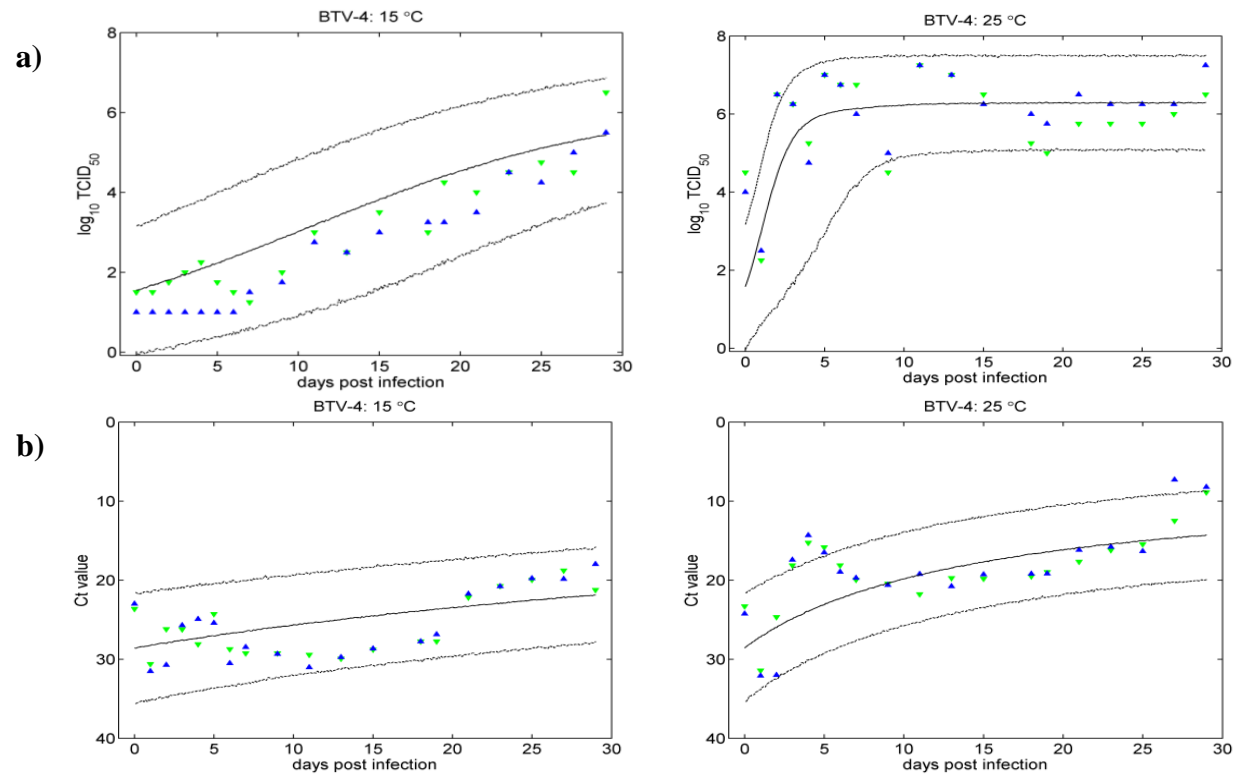 a)
BTV-4: 15 °C
8
6
4
2
0
log10 TCID50
0 5 10 15 20 25 30
days post infection
BTV-4: 25 °C
8
6
4
2
0
log10 TCID50
0 5 10 15 20 25 30
days post infection
b)
BTV-4: 15 °C
0
10
20
30
40
Ct value
0 5 10 15 20 25 30
days post infection
BTV-4: 25 °C
0
10
20
30
40
Ct value
0 5 10 15 20 25 30
days post infection